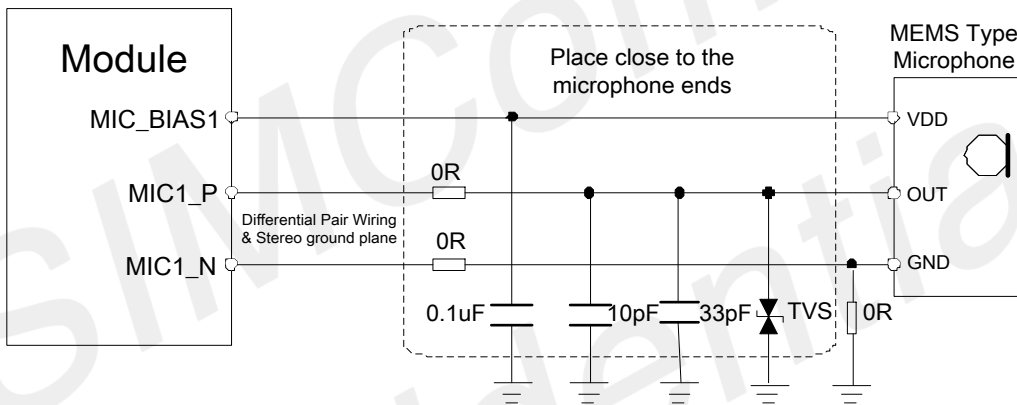 Module
MIC_BIAS1
MIC1_P
MIC1_N
Differential Pair Wiring
& Stereo ground plane
0R
0R
Place close to the
microphone ends
0.1uF
10pF
33pF
TVS
0R
MEMS Type
Microphone
VDD
OUT
GND
SIMCom